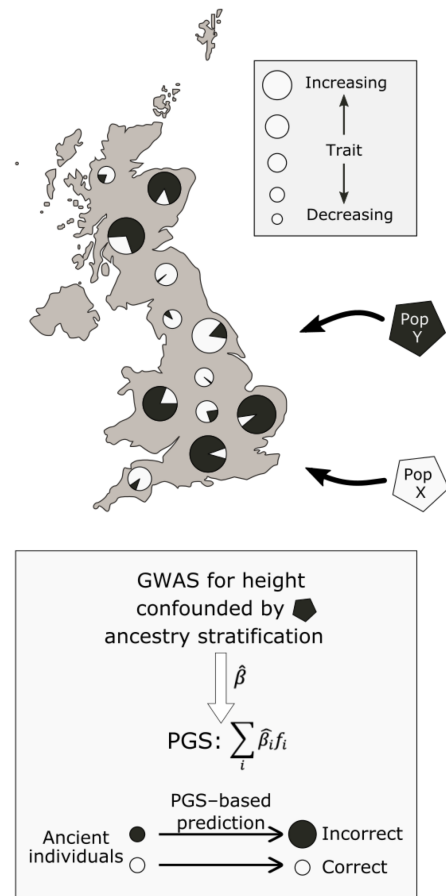 Increasing
Trait
Decreasing
Pop
Y
Pop
X
GWAS for height
confounded by
ancestry stratification
β̂
PGS: ∑ β̂ᵢfᵢ
i
PGS–based
prediction
Ancient
individuals
Incorrect
Correct